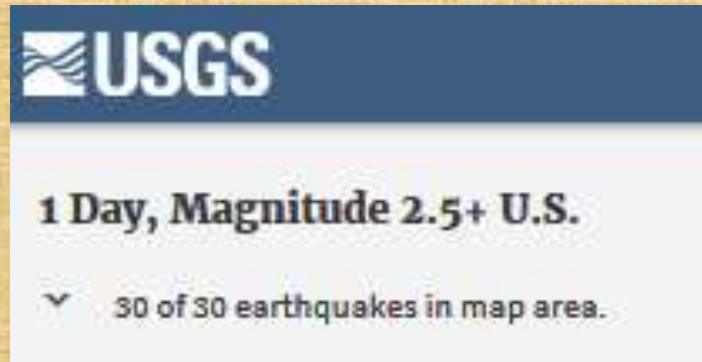 USGS
1 Day, Magnitude 2.5+ U.S.
30 of 30 earthquakes in map area.